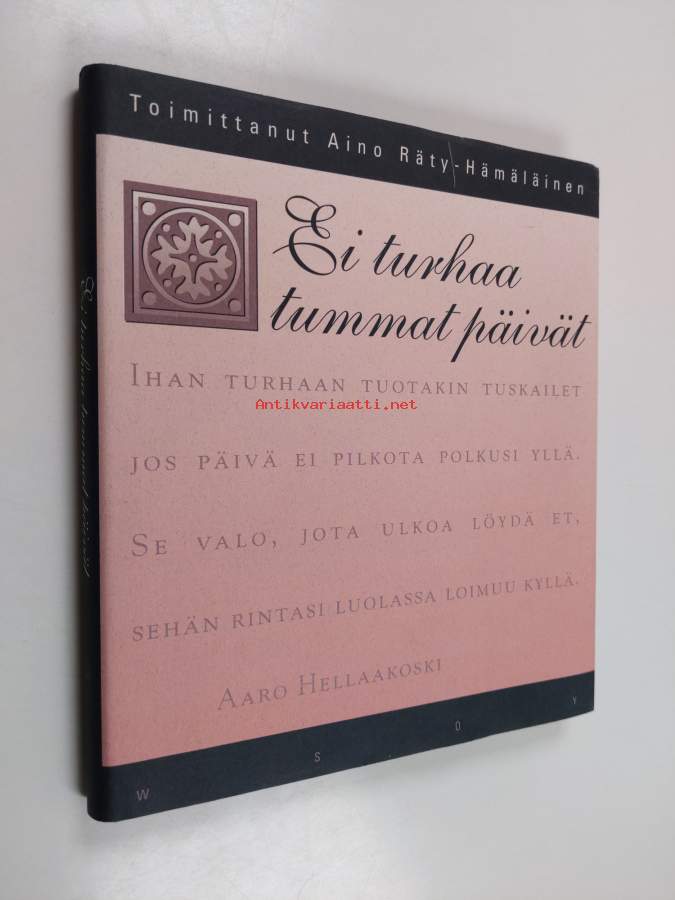 Toimittanut Aino Räty-Hämäläinen
Ei turhaa
tummat päivät
IHAN TURHAAN TUOTAKIN TUSKAILET
Antikvariaatti.net
JOS PÄIVÄ EI PILKOTA POLKUSI YLLÄ.
SE VALO, JOTA ULKOA LÖYDÄ ET,
SEHÄN RINTASI LUOLASSA LOIMUU KYLLÄ.
AARO HELLAAKOSKI
W S O Y
Ei turhaa tummat päivät